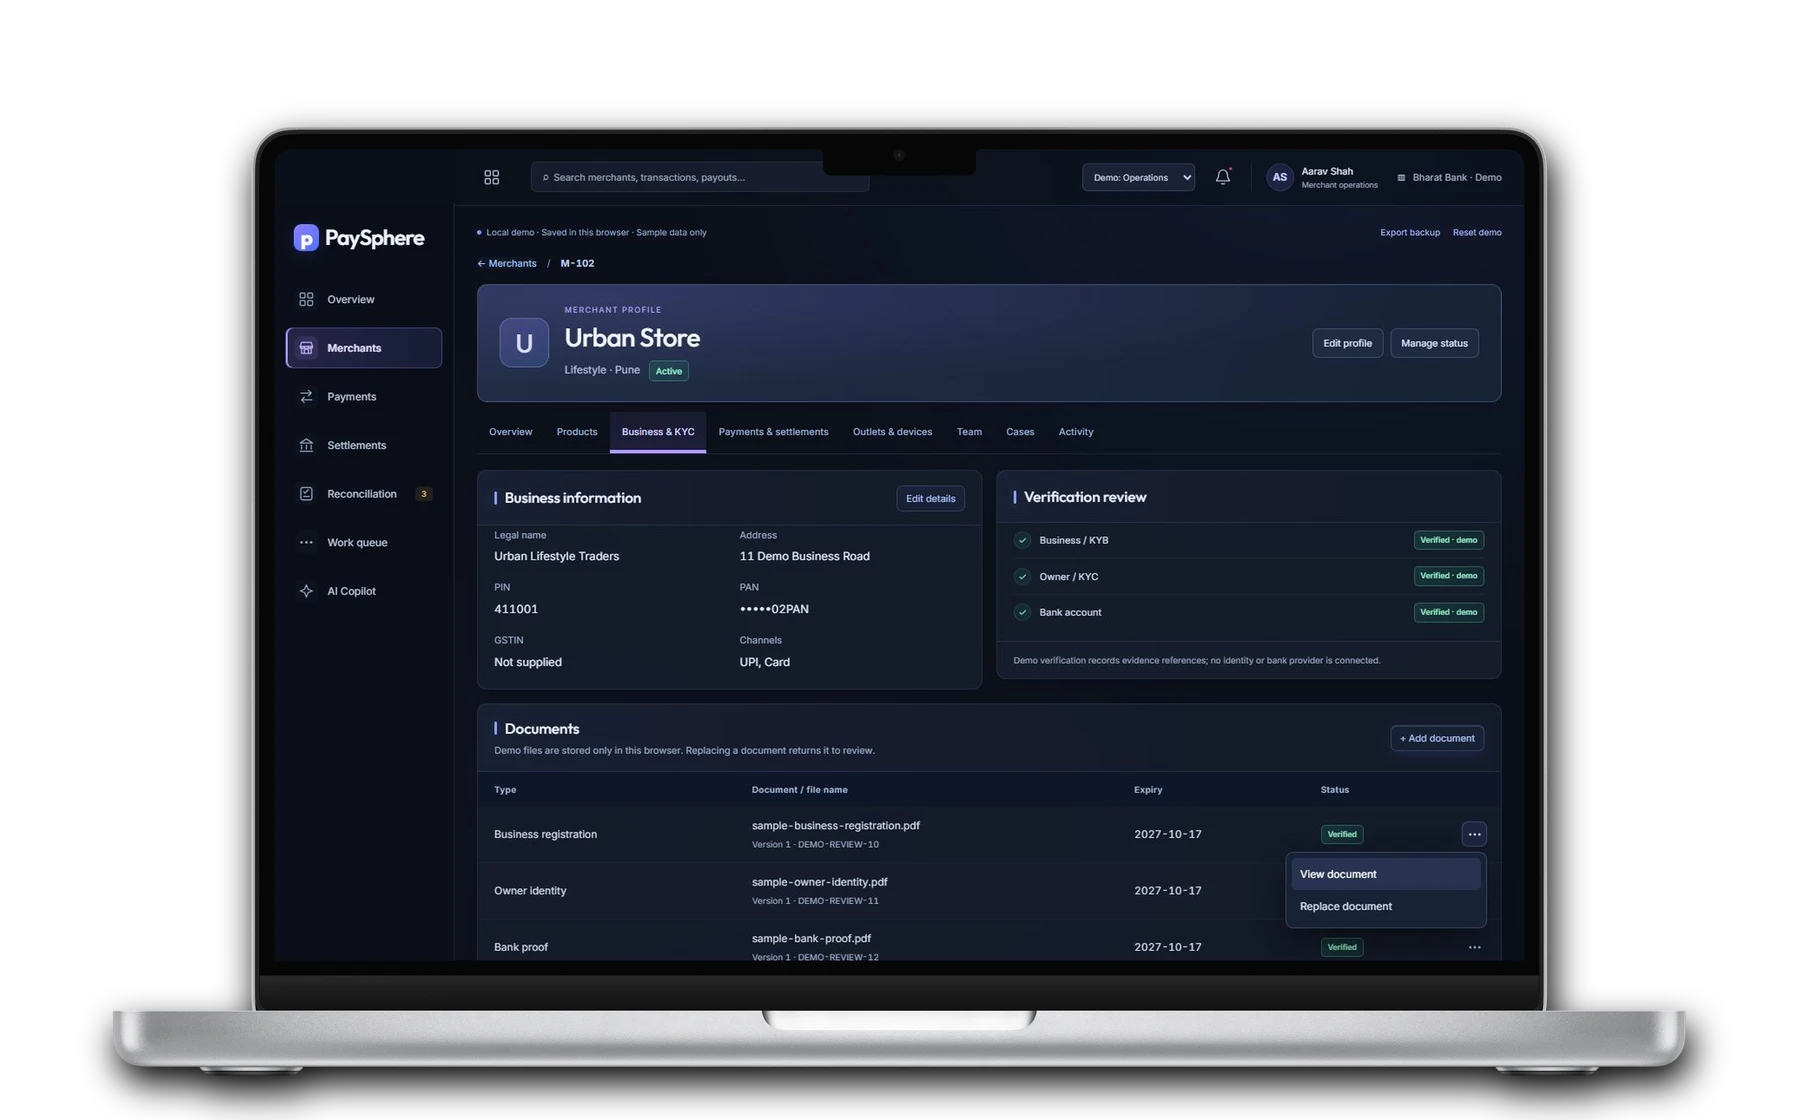 Search merchants, transactions, payouts...
Demo: Operations
AS
Aarav Shah
Merchant operations
Bharat Bank · Demo
p PaySphere
Overview
Merchants
Payments
Settlements
Reconciliation 3
Work queue
AI Copilot
Local demo · Saved in this browser · Sample data only
Export backup Reset demo
← Merchants / M-102
U
MERCHANT PROFILE
Urban Store
Lifestyle · Pune Active
Edit profile Manage status
Overview Products Business & KYC Payments & settlements Outlets & devices Team Cases Activity
Business information Edit details
Legal name Address
Urban Lifestyle Traders 11 Demo Business Road
PIN PAN
411001 •••••02PAN
GSTIN Channels
Not supplied UPI, Card
Verification review
Business / KYB Verified · demo
Owner / KYC Verified · demo
Bank account Verified · demo
Demo verification records evidence references; no identity or bank provider is connected.
Documents
Demo files are stored only in this browser. Replacing a document returns it to review.
+ Add document
Type Document / file name Expiry Status
Business registration sample-business-registration.pdf 2027-10-17 Verified ···
Version 1 · DEMO-REVIEW-10
View document
Replace document
Owner identity sample-owner-identity.pdf 2027-10-17
Version 1 · DEMO-REVIEW-11
Bank proof sample-bank-proof.pdf 2027-10-17 Verified ···
Version 1 · DEMO-REVIEW-12